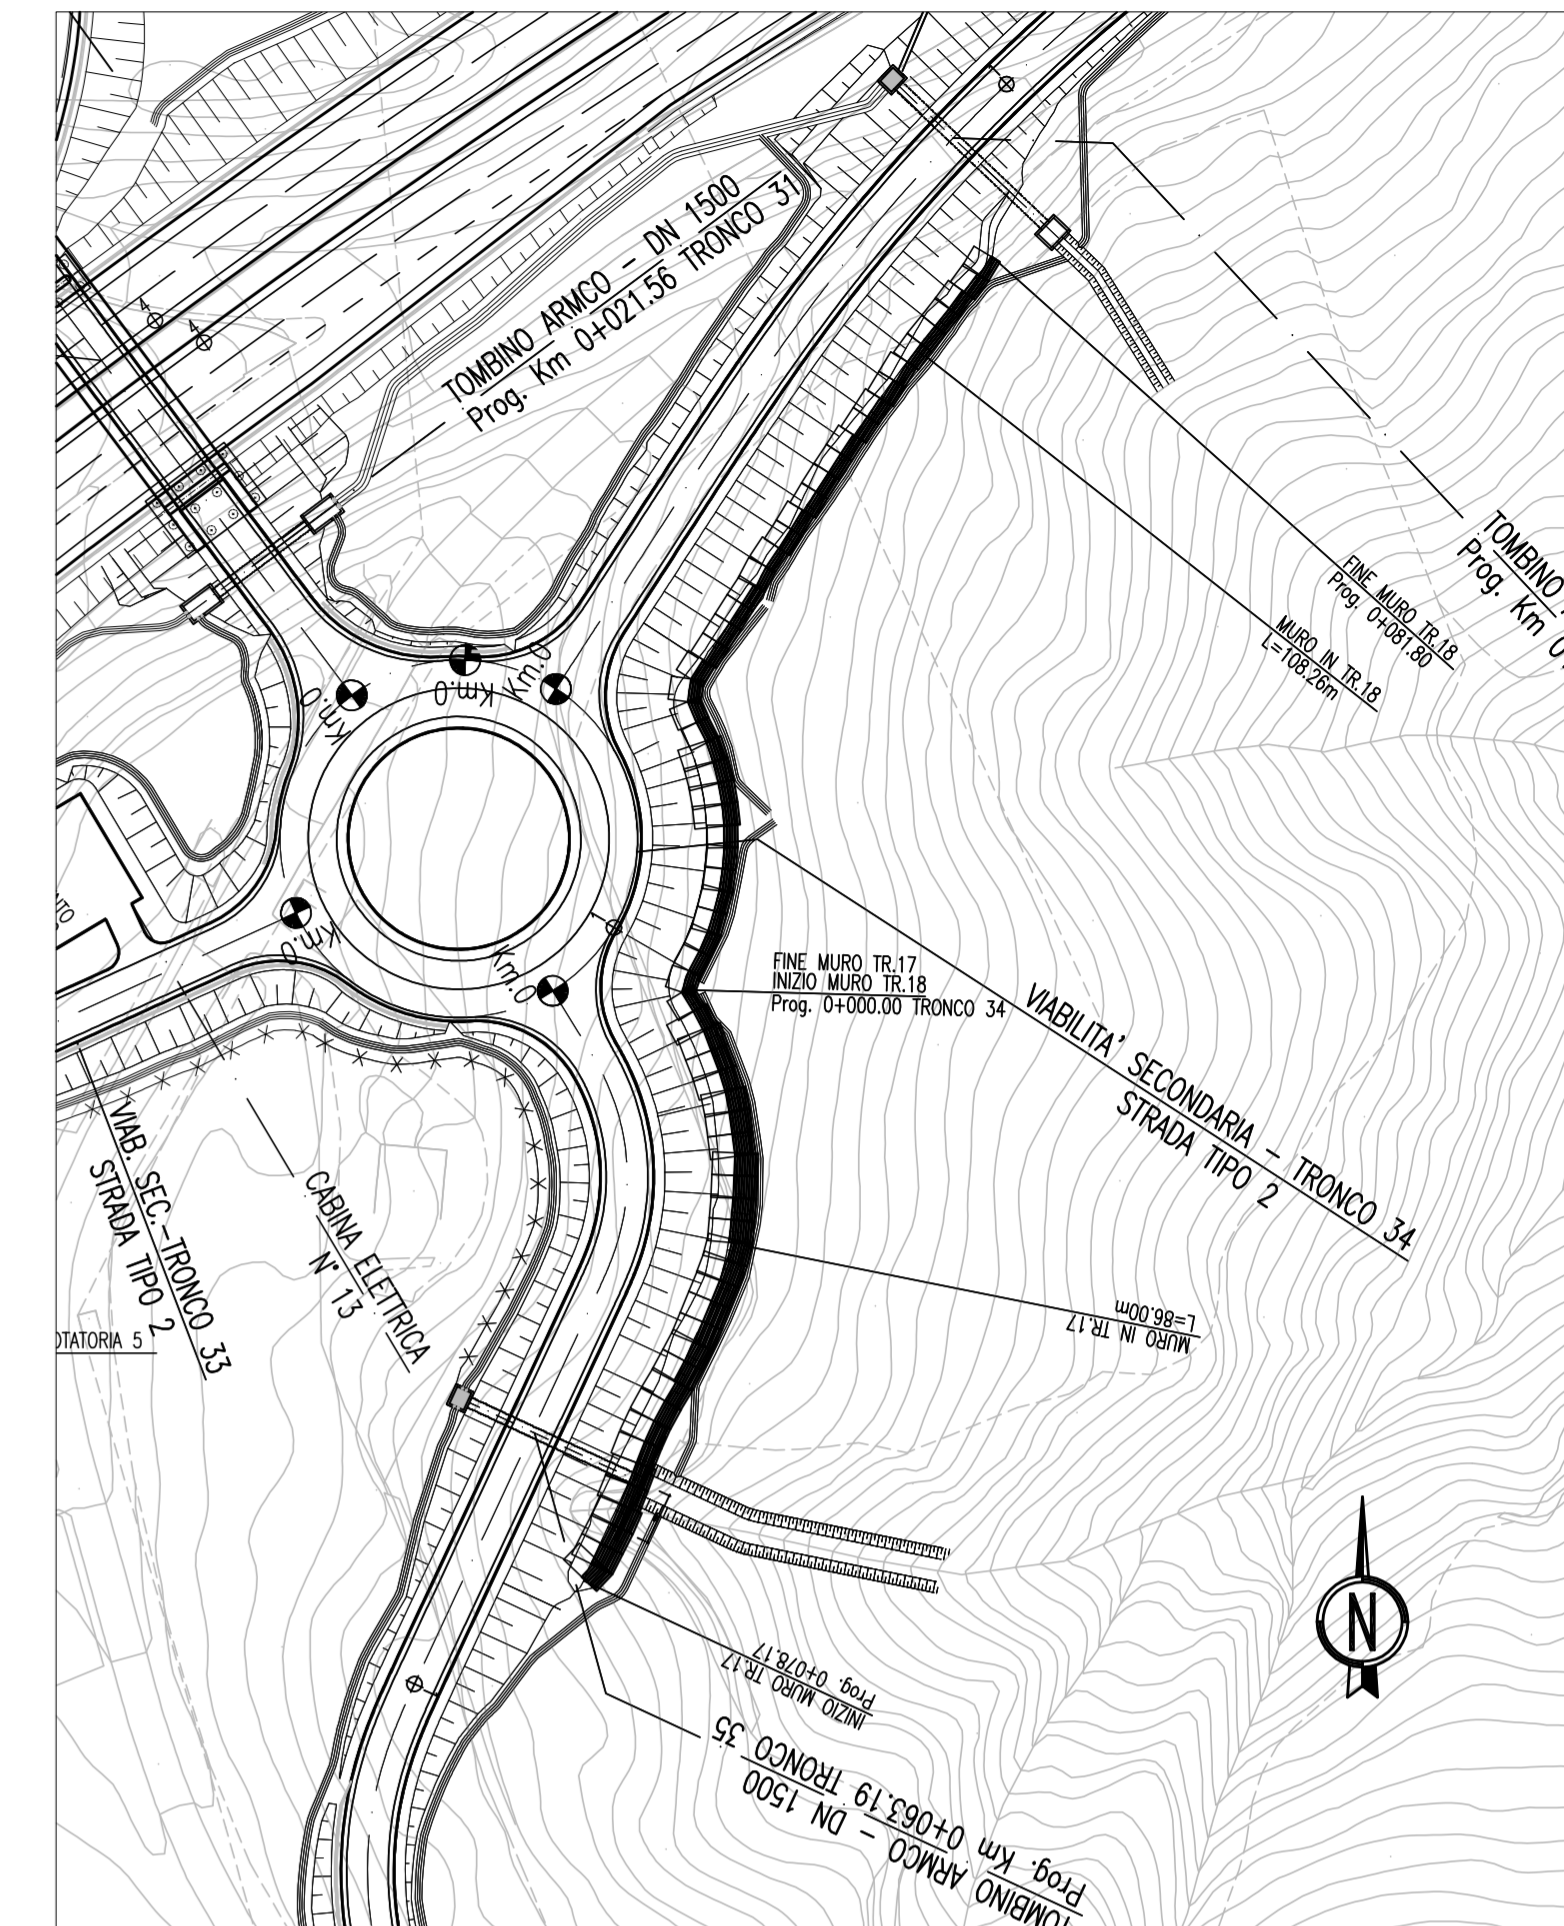 TOMBINO ARMCO - DN 1500
Prog. Km 0+021.56 TRONCO 31
4
4
TOMBINO
Prog. Km 0
FINE MURO TR.18
Prog. 0+081.80
MURO IN TR.18
L=108.26m
Km.0
Km.0
Km.0
Km.0
Km.0
1
FINE MURO TR.17
INIZIO MURO TR.18
Prog. 0+000.00 TRONCO 34
VIABILITA' SECONDARIA - TRONCO 34
STRADA TIPO 2
VIAB. SEC.-TRONCO 33
STRADA TIPO 2
CABINA ELETTRICA
N° 13
OTATORIA 5
MURO IN TR.17
L=86.00m
INIZIO MURO TR.17
Prog. 0+078.17
TOMBINO ARMCO - DN 1500
Prog. Km 0+063.19 TRONCO 35
1
N